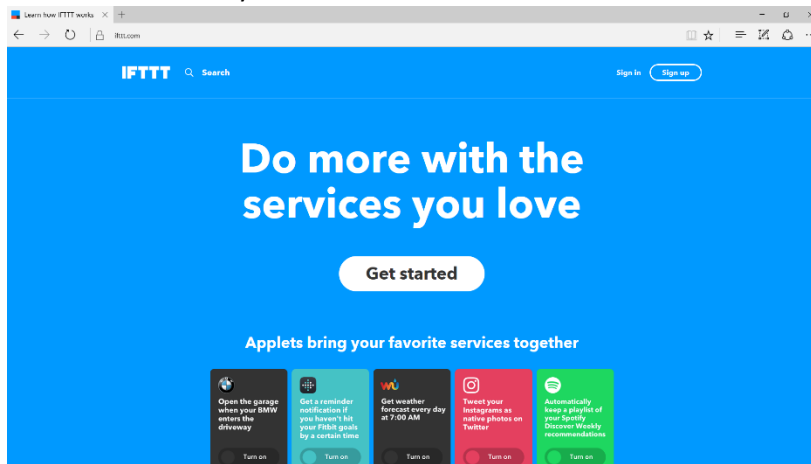 Learn how IFTTT works
ifttt.com
IFTTT
Search
Sign in
Sign up
Do more with the
services you love
Get started
Applets bring your favorite services together
Open the garage
when your BMW
enters the
driveway
Turn on
Get a reminder
notification if
you haven't hit
your Fitbit goals
by a certain time
Turn on
Get weather
forecast every day
at 7:00 AM
Turn on
Tweet your
Instagrams as
native photos on
Twitter
Turn on
Automatically
keep a playlist of
your Spotify
Discover Weekly
recommendations
Turn on